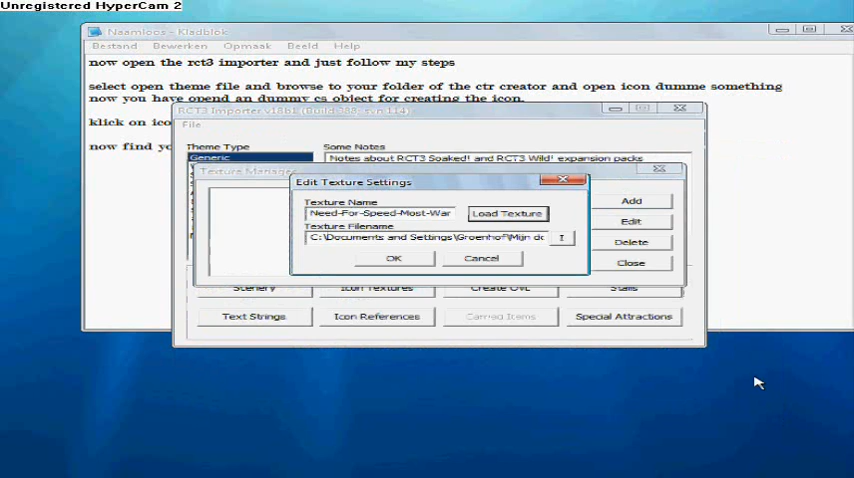 Unregistered HyperCam 2
Naamloos - Kladblok
Bestand Bewerken Opmaak Beeld Help
now open the rct3 importer and just follow my steps
select open theme file and browse to your folder of the ctr creator and open icon dumme something
now you have opend an dummy cs object for creating the icon.
klick on ico
now find yo
RCT3 Importer
File
Theme Type Some Notes
Generic Notes about RCT3 Soaked! and RCT3 Wild! expansion packs
Texture Manager
Edit Texture Settings
Texture Name
Need-For-Speed-Most-War Load Texture
Texture Filename
C:\Documents and Settings\Groenhof\Mijn do
OK Cancel
Add
Edit
Delete
Close
Scenery Icon Textures Create OVL Stalls
Text Strings Icon References Carried Items Special Attractions